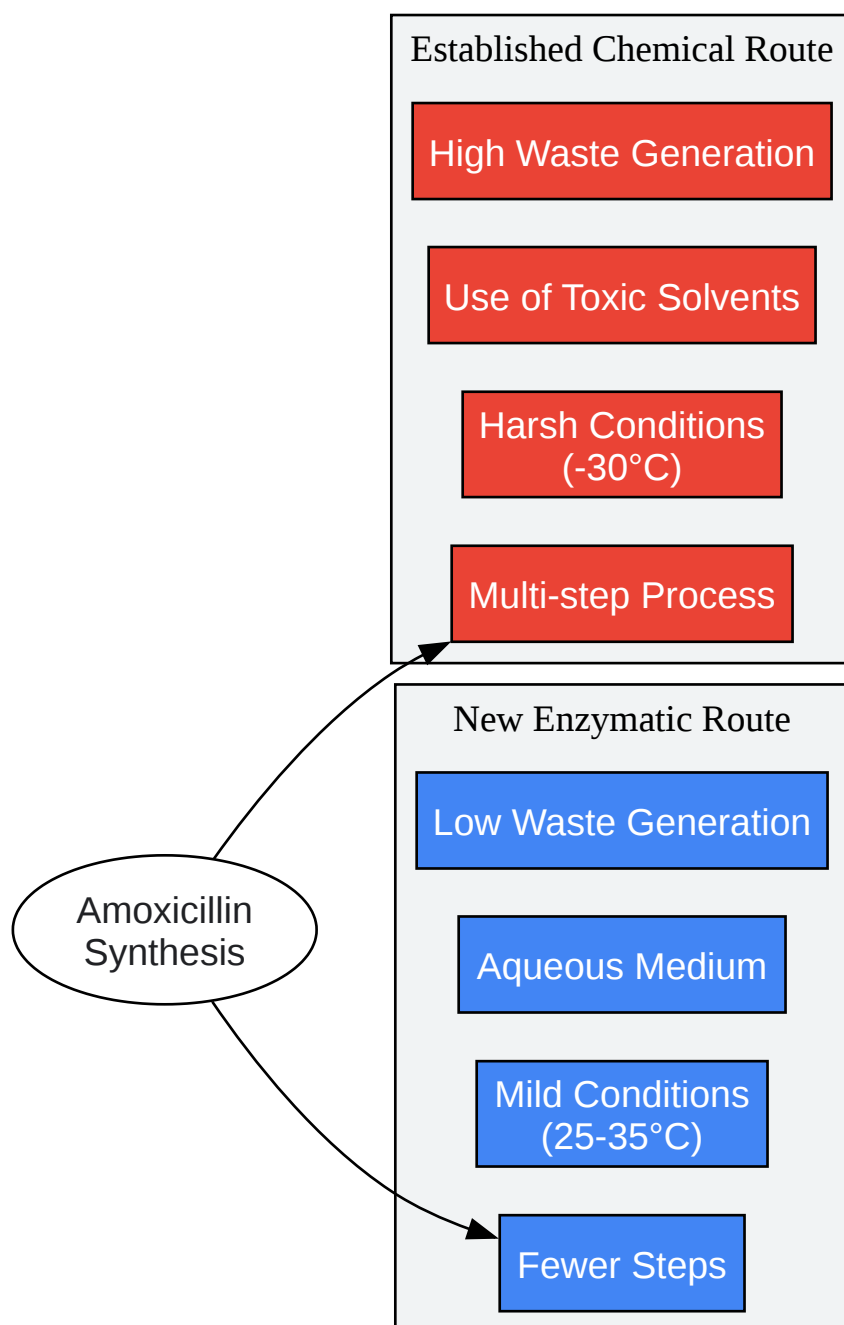 Established Chemical Route
High Waste Generation
Use of Toxic Solvents
Harsh Conditions
(-30°C)
Multi-step Process
New Enzymatic Route
Low Waste Generation
Amoxicillin
Synthesis
Aqueous Medium
Mild Conditions
(25-35°C)
Fewer Steps